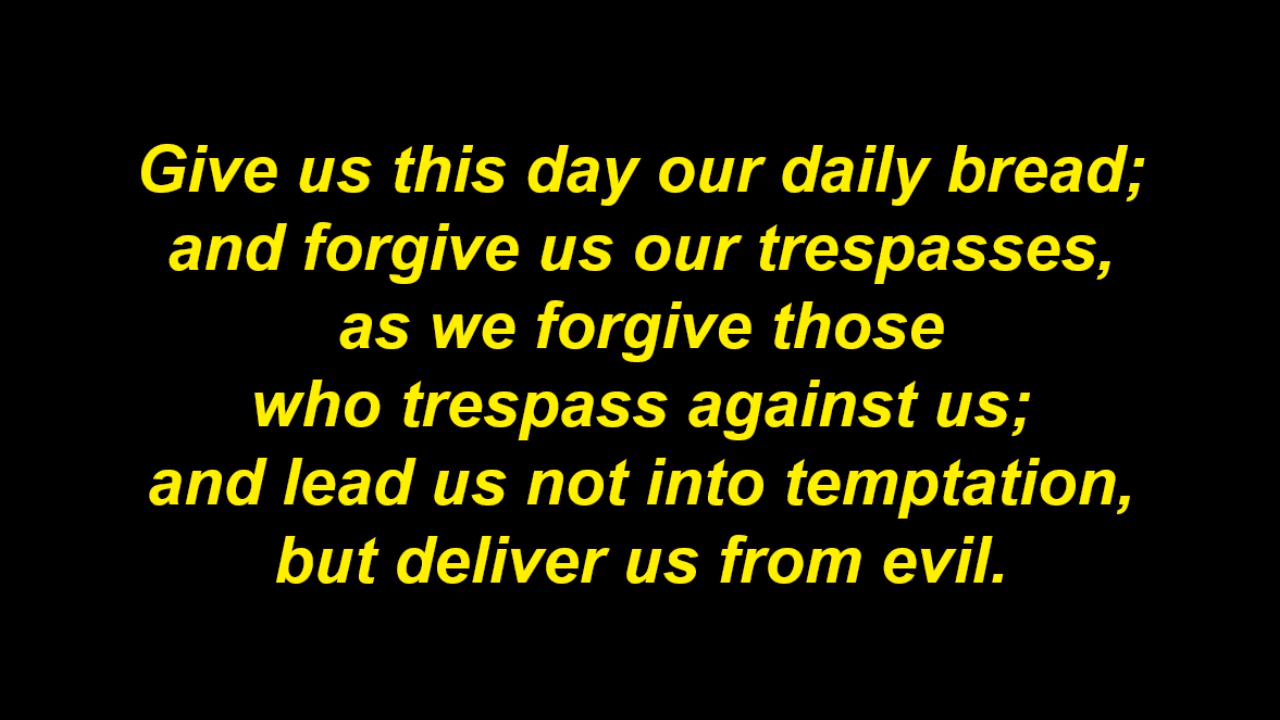 Give us this day our daily bread;
and forgive us our trespasses,
as we forgive those
who trespass against us;
and lead us not into temptation,
but deliver us from evil.